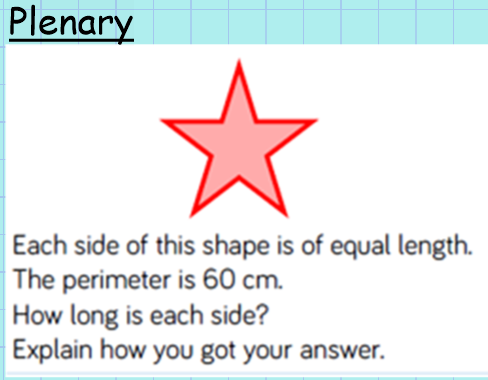 Plenary
Each side of this shape is of equal length.
The perimeter is 60 cm.
How long is each side?
Explain how you got your answer.